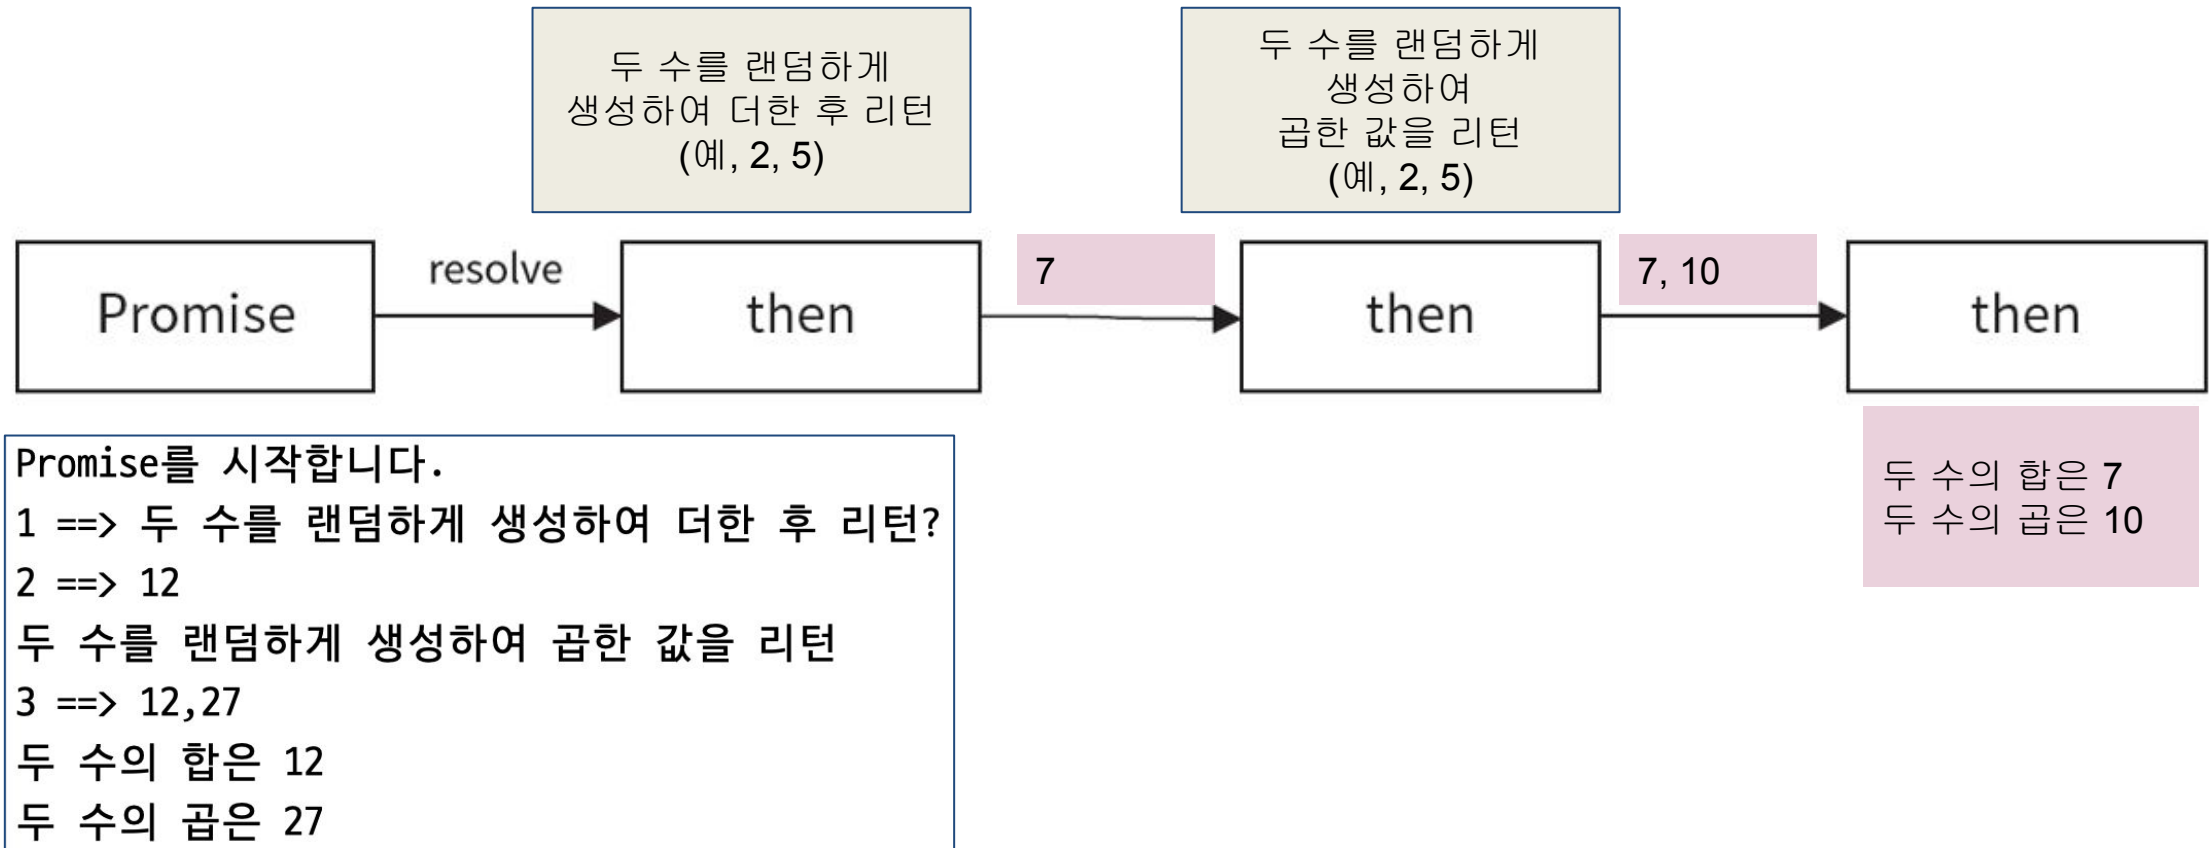 두 수를 랜덤하게
생성하여 더한 후 리턴
(예, 2, 5)
두 수를 랜덤하게
생성하여
곱한 값을 리턴
(예, 2, 5)
Promise
resolve
then
7
then
7, 10
then
두 수의 합은 7
두 수의 곱은 10
Promise를 시작합니다.
1 ==> 두 수를 랜덤하게 생성하여 더한 후 리턴?
2 ==> 12
두 수를 랜덤하게 생성하여 곱한 값을 리턴
3 ==> 12,27
두 수의 합은 12
두 수의 곱은 27